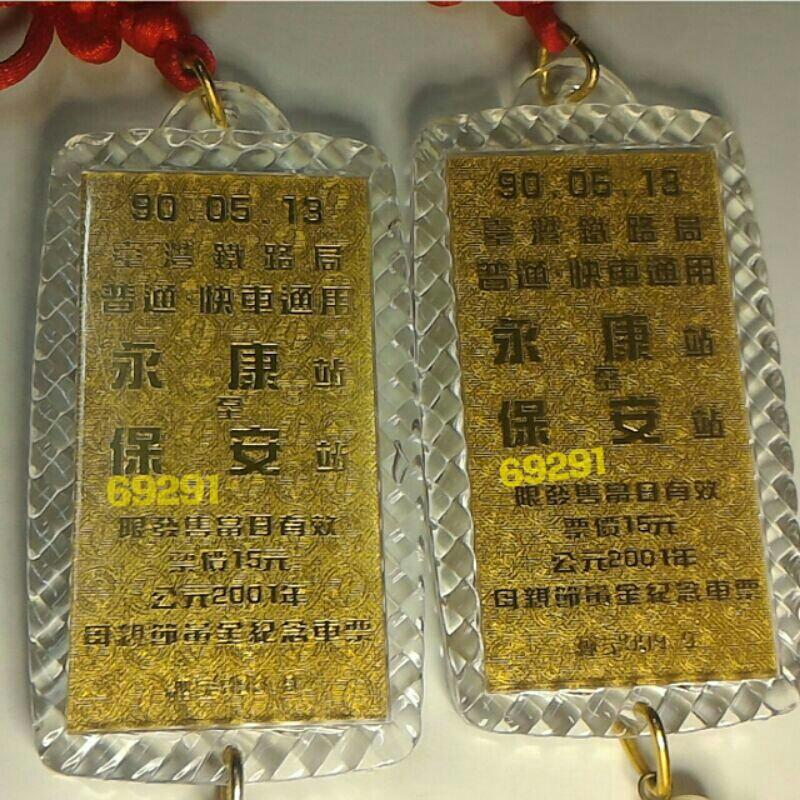 90.05.13
臺灣鐵路局
普通·快車通用
永康站
至
保安站
69291
限發售當日有效
票價15元
公元2001年
母親節黃金紀念車票
90.05.13
臺灣鐵路局
普通·快車通用
永康站
至
保安站
69291
限發售當日有效
票價15元
公元2001年
母親節黃金紀念車票